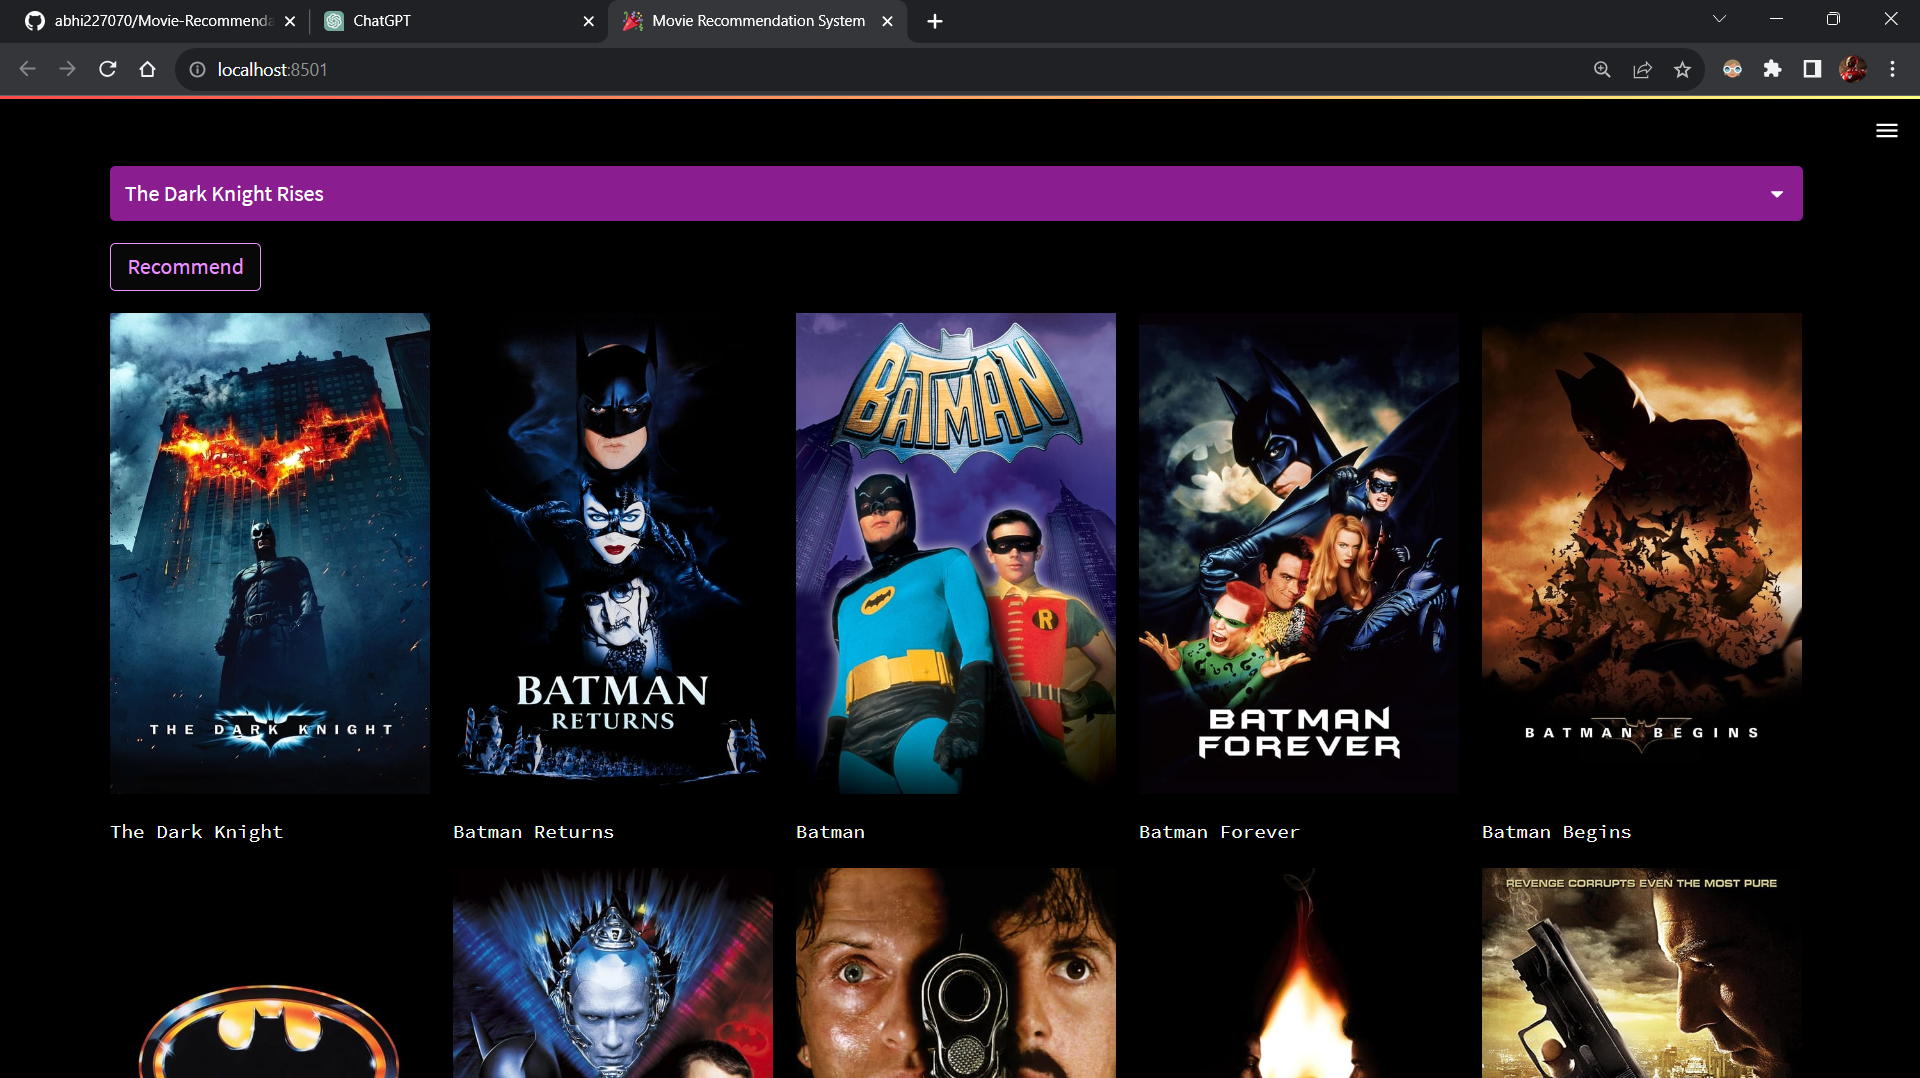 abhi227070/Movie-Recommenda
ChatGPT
Movie Recommendation System
localhost:8501
The Dark Knight Rises
Recommend
THE DARK KNIGHT
BATMAN
RETURNS
BATMAN
R
BATMAN
FOREVER
BATMAN BEGINS
The Dark Knight
Batman Returns
Batman
Batman Forever
Batman Begins
REVENGE CORRUPTS EVEN THE MOST PURE